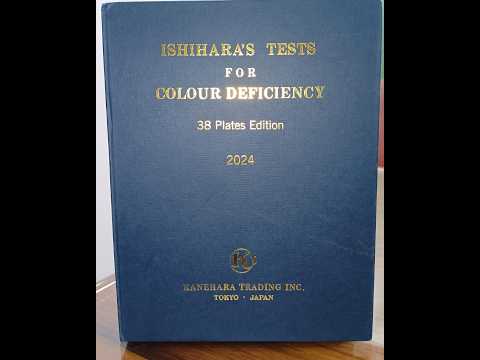 ISHIHARA'S TESTS
FOR
COLOUR DEFICIENCY
38 Plates Edition
2024
KANEHARA TRADING INC.
TOKYO · JAPAN